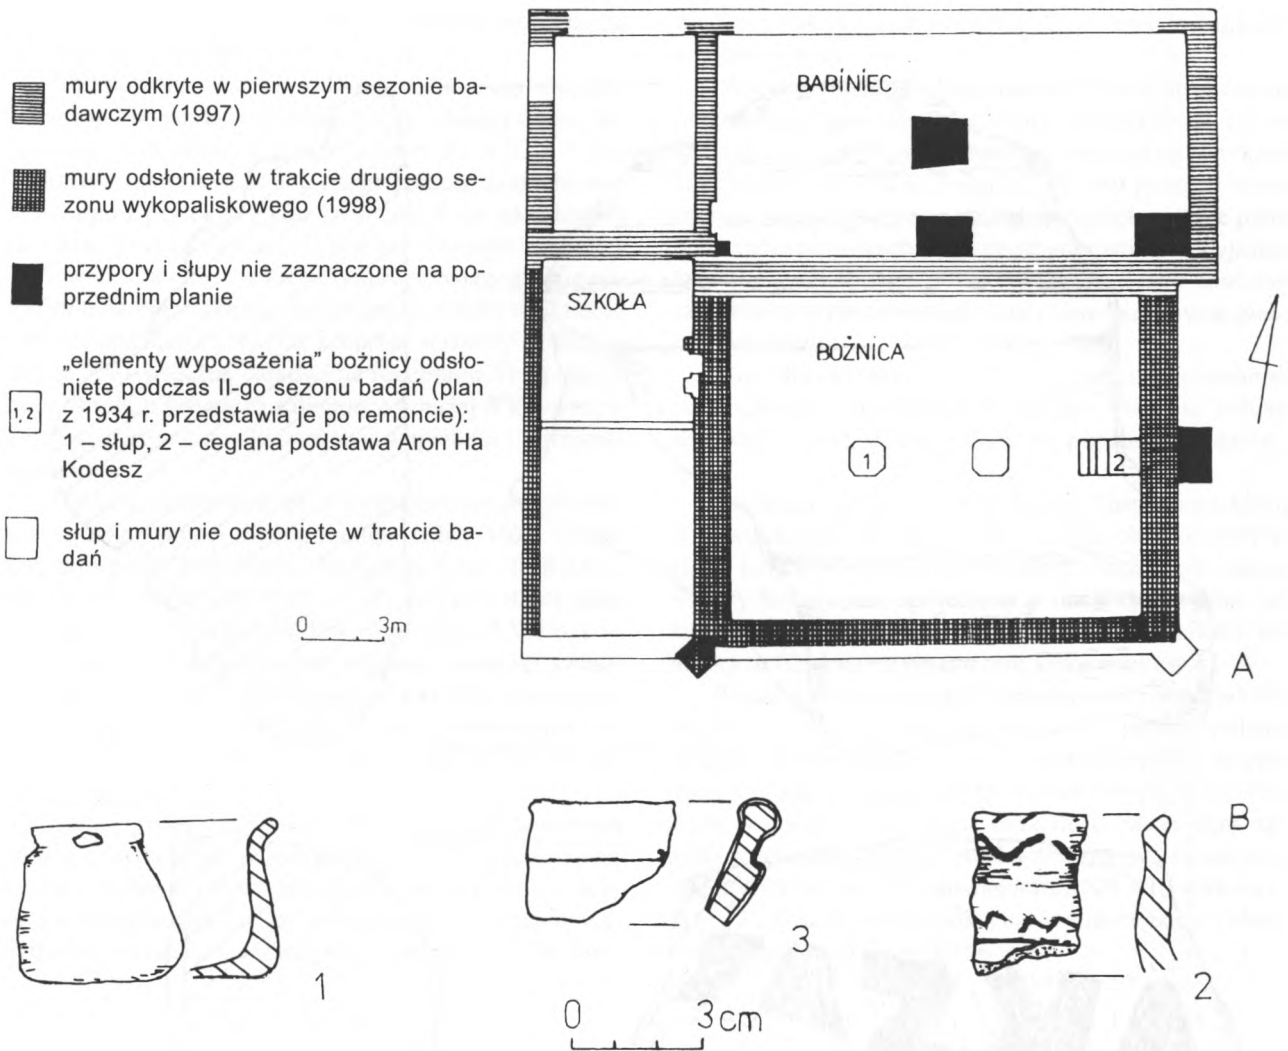 mury odkryte w pierwszym sezonie ba-
dawczym (1997)
mury odsłonięte w trakcie drugiego se-
zonu wykopaliskowego (1998)
przypory i słupy nie zaznaczone na po-
przednim planie
„elementy wyposażenia” bożnicy odsło-
nięte podczas II-go sezonu badań (plan
z 1934 r. przedstawia je po remoncie):
1 – słup, 2 – ceglana podstawa Aron Ha
Kodesz
1, 2
słup i mury nie odsłonięte w trakcie ba-
dań
0 3m
BABINIEC
SZKOŁA
BOŻNICA
1
2
A
B
1
3
2
0 3cm